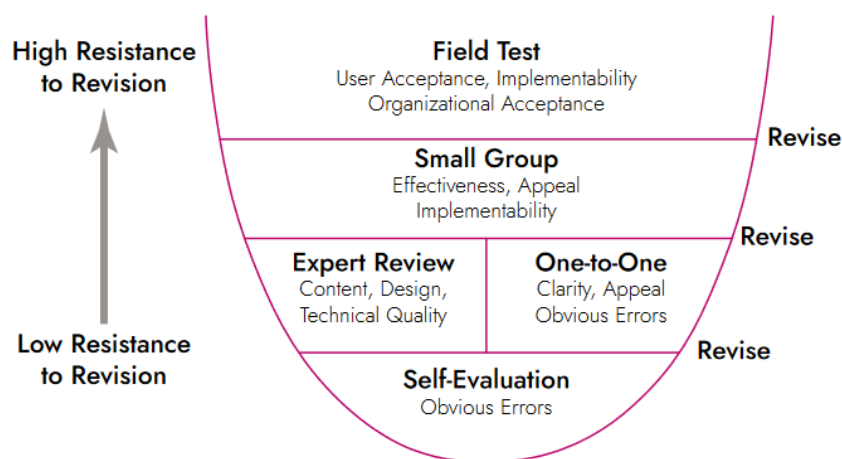 High Resistance
to Revision
Field Test
User Acceptance, Implementability
Organizational Acceptance
Revise
Small Group
Effectiveness, Appeal
Implementability
Revise
Expert Review
Content, Design,
Technical Quality
One-to-One
Clarity, Appeal
Obvious Errors
Low Resistance
to Revision
Revise
Self-Evaluation
Obvious Errors